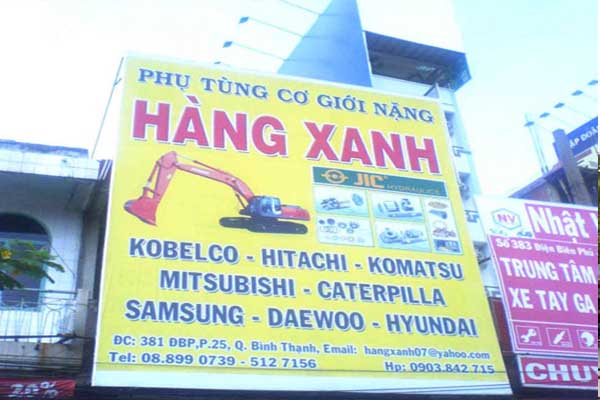 PHỤ TÙNG CƠ GIỚI NẶNG
HÀNG XANH
JIC HYDRAULICS
KOBELCO - HITACHI - KOMATSU
MITSUBISHI - CATERPILLA
SAMSUNG - DAEWOO - HYUNDAI
ĐC: 381 ĐBP,P.25, Q. Bình Thạnh, Email: hangxanh07@yahoo.com
Tel: 08.899 0739 - 512 7156
Hp: 0903.842 715
NV
Nhật
Số 383 Điện Biên Phủ
TRUNG TÂM
XE TAY GA
CHUY
ẬP ĐOÀN